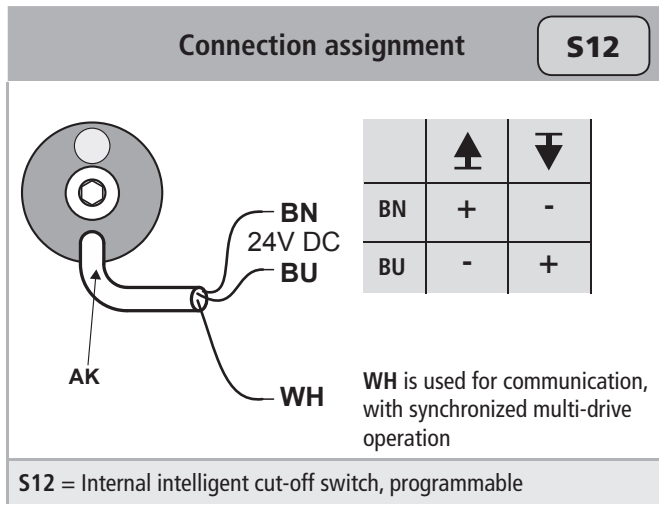 Connection assignment
S12
BN
24V DC
BU
AK
WH
BN + -
BU - +
WH is used for communication,
with synchronized multi-drive
operation
S12 = Internal intelligent cut-off switch, programmable